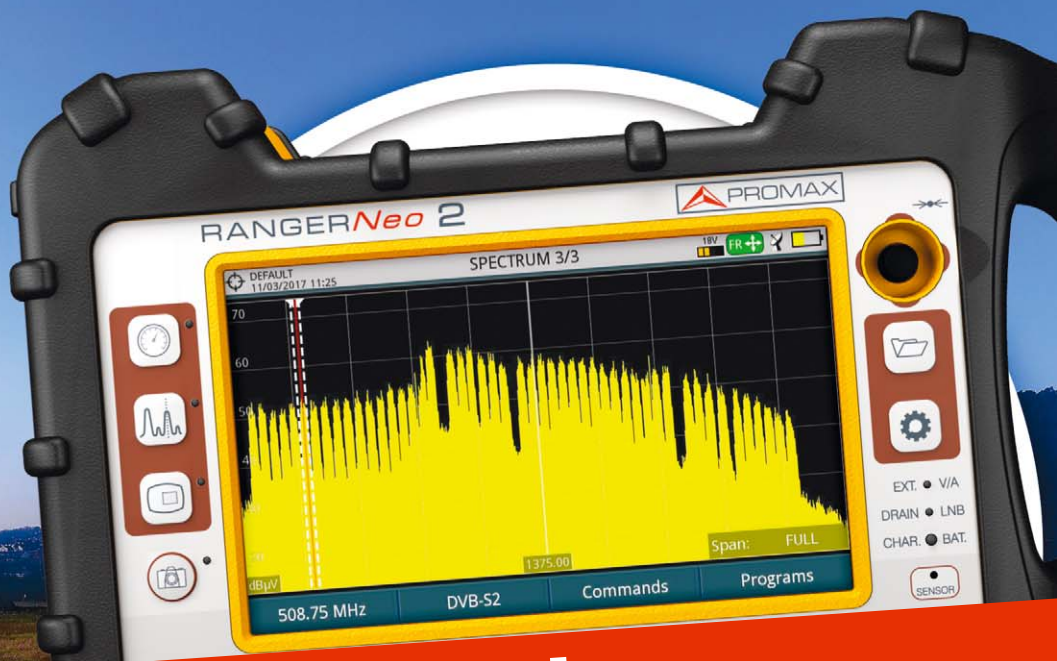 RANGERNeo 2
PROMAX
DEFAULT
11/03/2017 11:25
SPECTRUM 3/3
18V
FR
70
60
50
dBµV
1375.00
Span: FULL
508.75 MHz
DVB-S2
Commands
Programs
EXT. V/A
DRAIN LNB
CHAR. BAT.
SENSOR